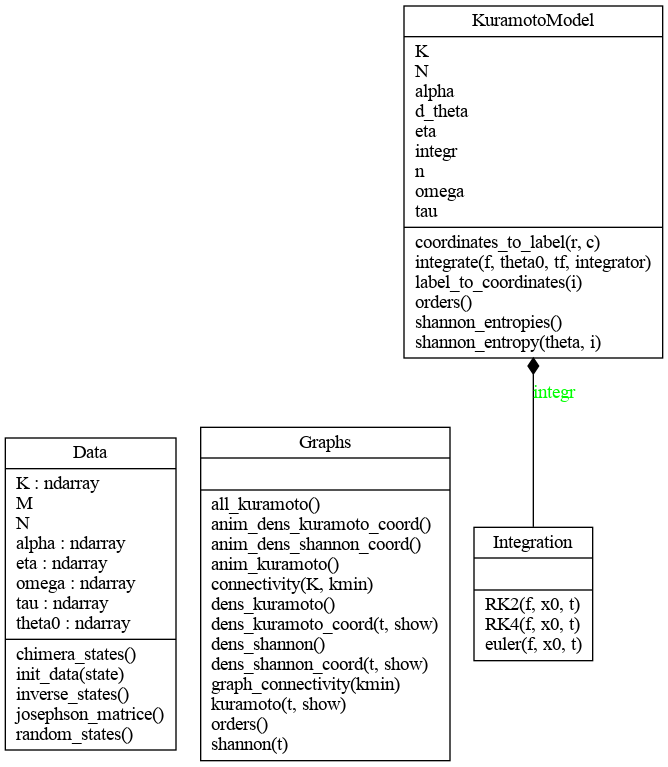 KuramotoModel
K
N
alpha
d_theta
eta
integr
n
omega
tau
coordinates_to_label(r, c)
integrate(f, theta0, tf, integrator)
label_to_coordinates(i)
orders()
shannon_entropies()
shannon_entropy(theta, i)
integr
Data
K : ndarray
M
N
alpha : ndarray
eta : ndarray
omega : ndarray
tau : ndarray
theta0 : ndarray
chimera_states()
init_data(state)
inverse_states()
josephson_matrice()
random_states()
Graphs
all_kuramoto()
anim_dens_kuramoto_coord()
anim_dens_shannon_coord()
anim_kuramoto()
connectivity(K, kmin)
dens_kuramoto()
dens_kuramoto_coord(t, show)
dens_shannon()
dens_shannon_coord(t, show)
graph_connectivity(kmin)
kuramoto(t, show)
orders()
shannon(t)
Integration
RK2(f, x0, t)
RK4(f, x0, t)
euler(f, x0, t)